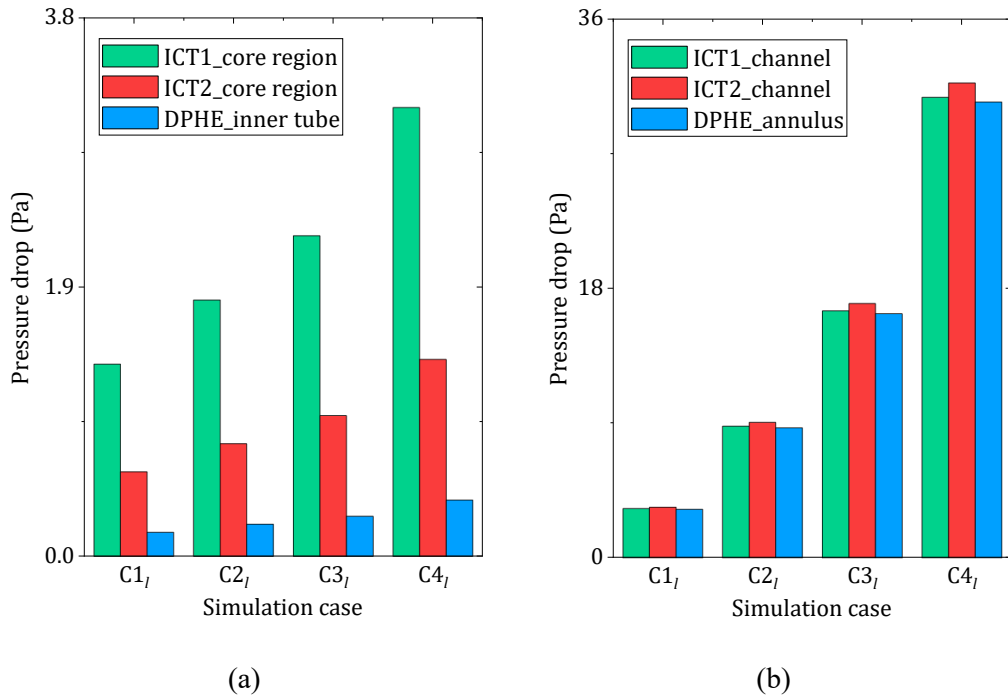 3.8
1.9
0.0
Pressure drop (Pa)
ICT1_core region
ICT2_core region
DPHE_inner tube
C1l C2l C3l C4l
Simulation case
(a)
36
18
0
Pressure drop (Pa)
ICT1_channel
ICT2_channel
DPHE_annulus
C1l C2l C3l C4l
Simulation case
(b)